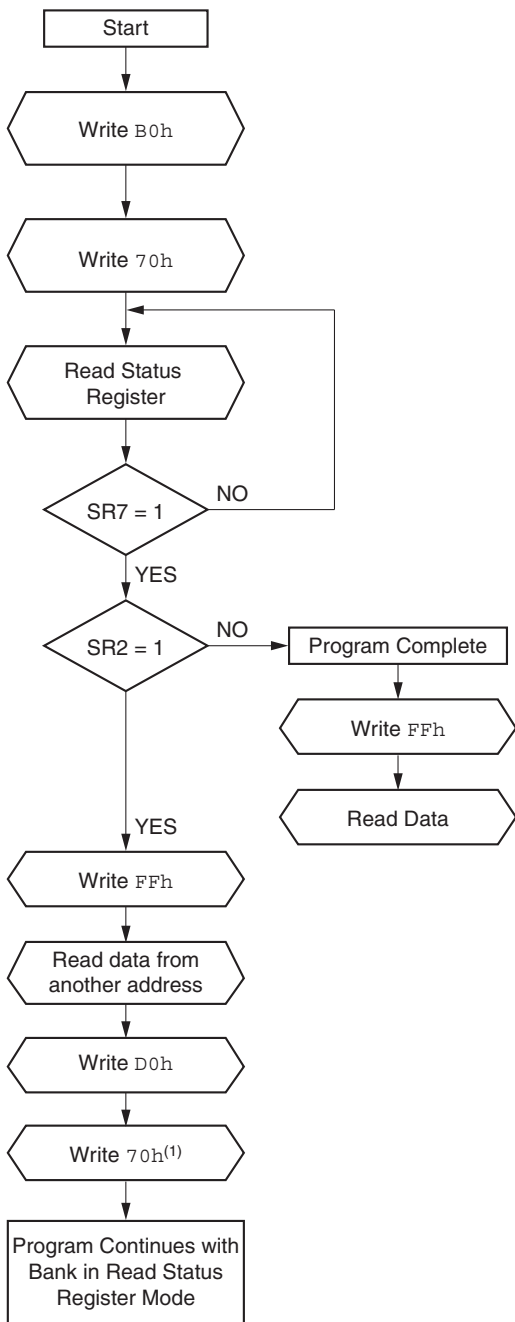 Start
Write B0h
Write 70h
Read Status
Register
SR7 = 1
NO
YES
SR2 = 1
NO
Program Complete
Write FFh
Read Data
YES
Write FFh
Read data from
another address
Write D0h
Write 70h(1)
Program Continues with
Bank in Read Status
Register Mode